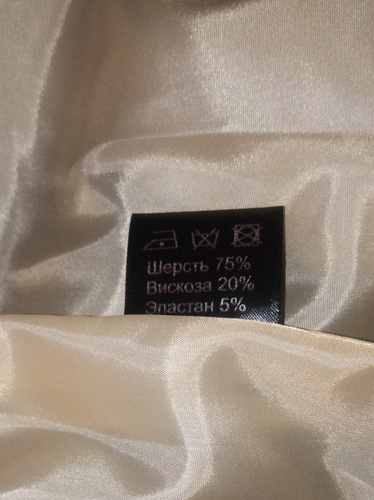 Шерсть 75%
Вискоза 20%
Эластан 5%